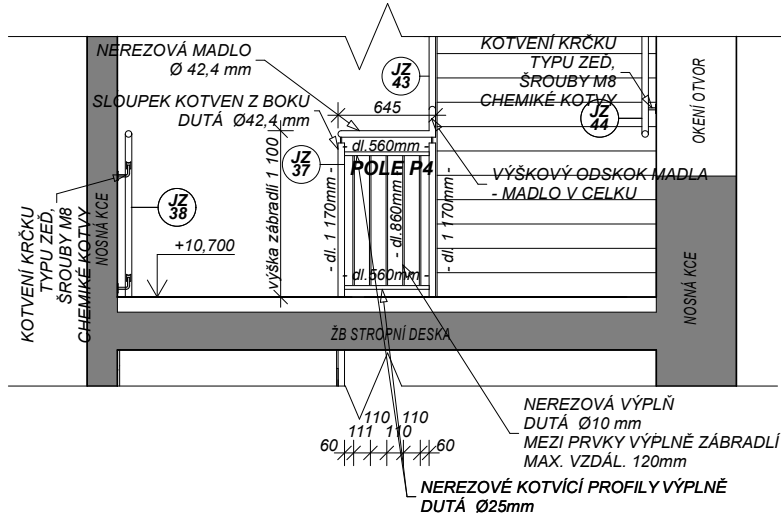 NEREZOVÁ MADLO
Ø 42,4 mm
SLOUPEK KOTVEN Z BOKU
DUTÁ Ø42,4 mm
JZ
43
645
KOTVENÍ KRČKU
TYPU ZEĎ,
ŠROUBY M8
CHEMIKÉ KOTVY
JZ
44
OKENÍ OTVOR
JZ
37
dl.560mm
POLE P4
VÝŠKOVÝ ODSKOK MADLA
- MADLO V CELKU
výška zábradlí 1 100
- dl. 1 170mm -
- dl.860mm -
- dl. 1 170mm -
dl.560mm
JZ
38
+10,700
KOTVENÍ KRČKU
TYPU ZEĎ,
ŠROUBY M8
CHEMIKÉ KOTVY
NOSNÁ KCE
NOSNÁ KCE
ŽB STROPNÍ DESKA
110 110
111 110
60 60
NEREZOVÁ VÝPLŇ
DUTÁ Ø10 mm
MEZI PRVKY VÝPLNĚ ZÁBRADLÍ
MAX. VZDÁL. 120mm
NEREZOVÉ KOTVÍCÍ PROFILY VÝPLNĚ
DUTÁ Ø25mm